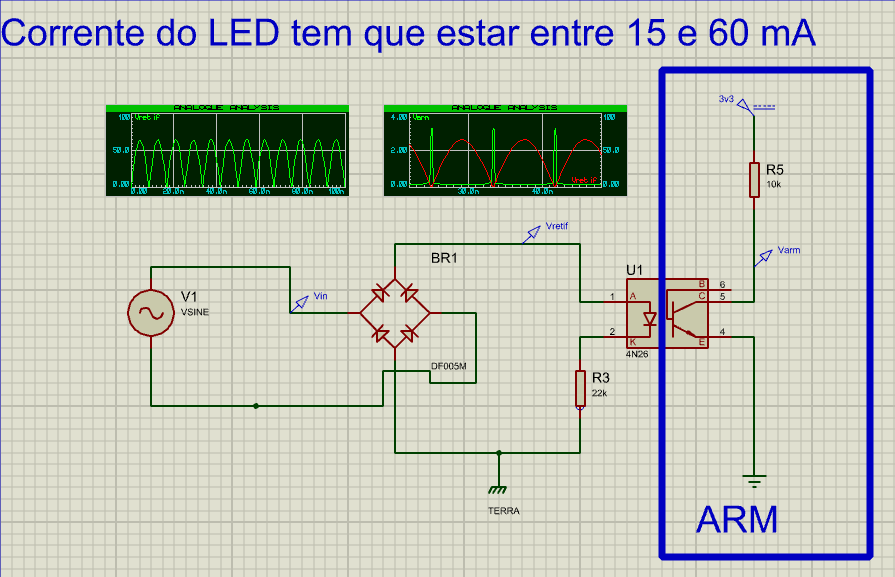 Corrente do LED tem que estar entre 15 e 60 mA
ANALOGUE ANALYSIS
100
Vretif
50.0
0.00
0.00
20.0m
40.0m
60.0m
80.0m
100m
ANALOGUE ANALYSIS
4.00
Varm
100
2.00
50.0
Vretif
0.00
0.00
30.0m
40.0m
3v3
R5
10k
Varm
V1
VSINE
Vin
BR1
DF005M
Vretif
U1
1
A
2
K
4N26
B
6
C
5
E
4
R3
22k
TERRA
ARM